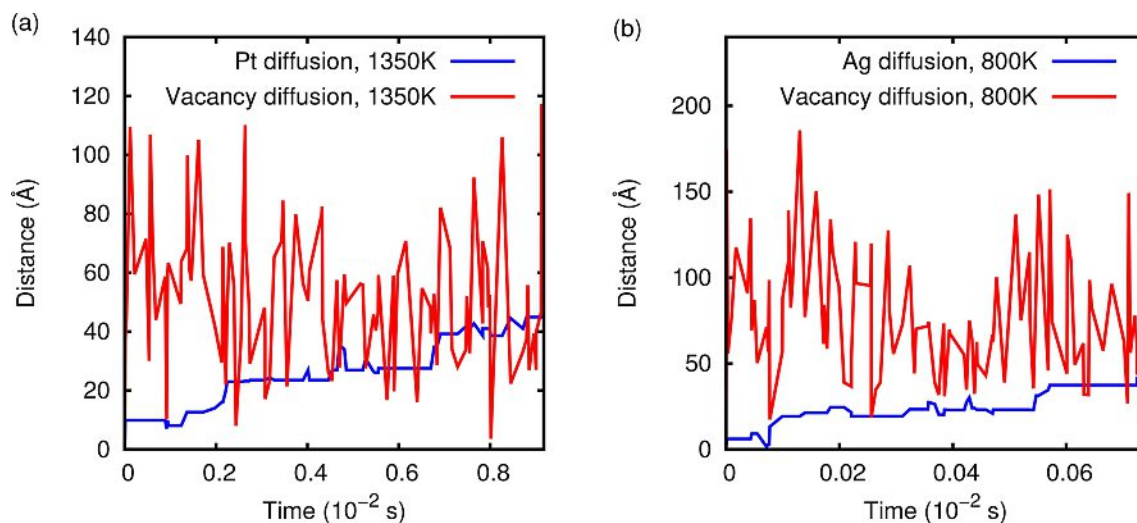 (a)
140
120
100
80
60
40
20
0
Distance (Å)
Pt diffusion, 1350K
Vacancy diffusion, 1350K
0 0.2 0.4 0.6 0.8
Time (10⁻² s)
(b)
200
150
100
50
0
Distance (Å)
Ag diffusion, 800K
Vacancy diffusion, 800K
0 0.02 0.04 0.06
Time (10⁻² s)